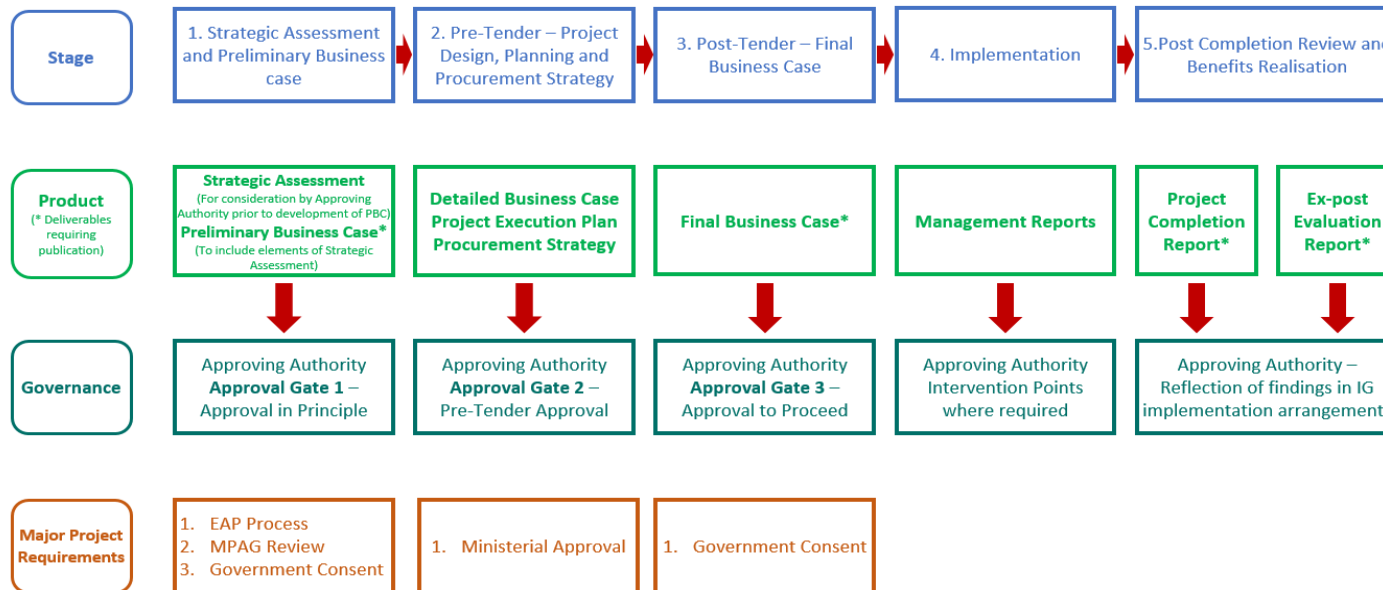 Stage
1. Strategic Assessment
and Preliminary Business
case
2. Pre-Tender – Project
Design, Planning and
Procurement Strategy
3. Post-Tender – Final
Business Case
4. Implementation
5.Post Completion Review and
Benefits Realisation
Product
(* Deliverables
requiring
publication)
Strategic Assessment
(For consideration by Approving
Authority prior to development of PBC)
Preliminary Business Case*
(To include elements of Strategic
Assessment)
Detailed Business Case
Project Execution Plan
Procurement Strategy
Final Business Case*
Management Reports
Project
Completion
Report*
Ex-post
Evaluation
Report*
Governance
Approving Authority
Approval Gate 1 –
Approval in Principle
Approving Authority
Approval Gate 2 –
Pre-Tender Approval
Approving Authority
Approval Gate 3 –
Approval to Proceed
Approving Authority
Intervention Points
where required
Approving Authority –
Reflection of findings in IG
implementation arrangement
Major Project
Requirements
1. EAP Process
2. MPAG Review
3. Government Consent
1. Ministerial Approval
1. Government Consent